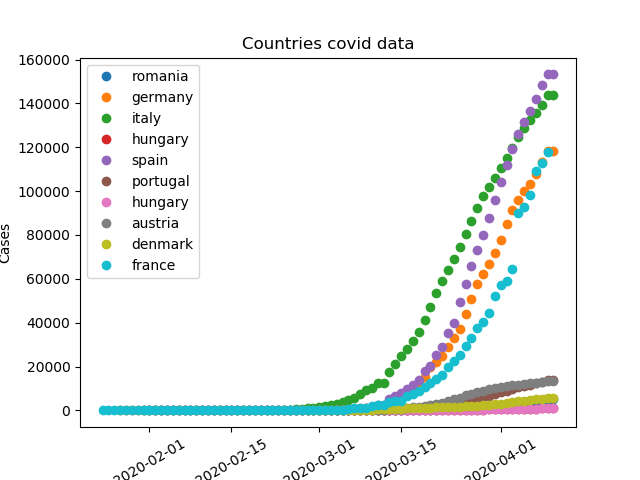 Countries covid data
160000
140000
120000
100000
80000
60000
40000
20000
0
Cases
romania
germany
italy
hungary
spain
portugal
hungary
austria
denmark
france
2020-02-01
2020-02-15
2020-03-01
2020-03-15
2020-04-01